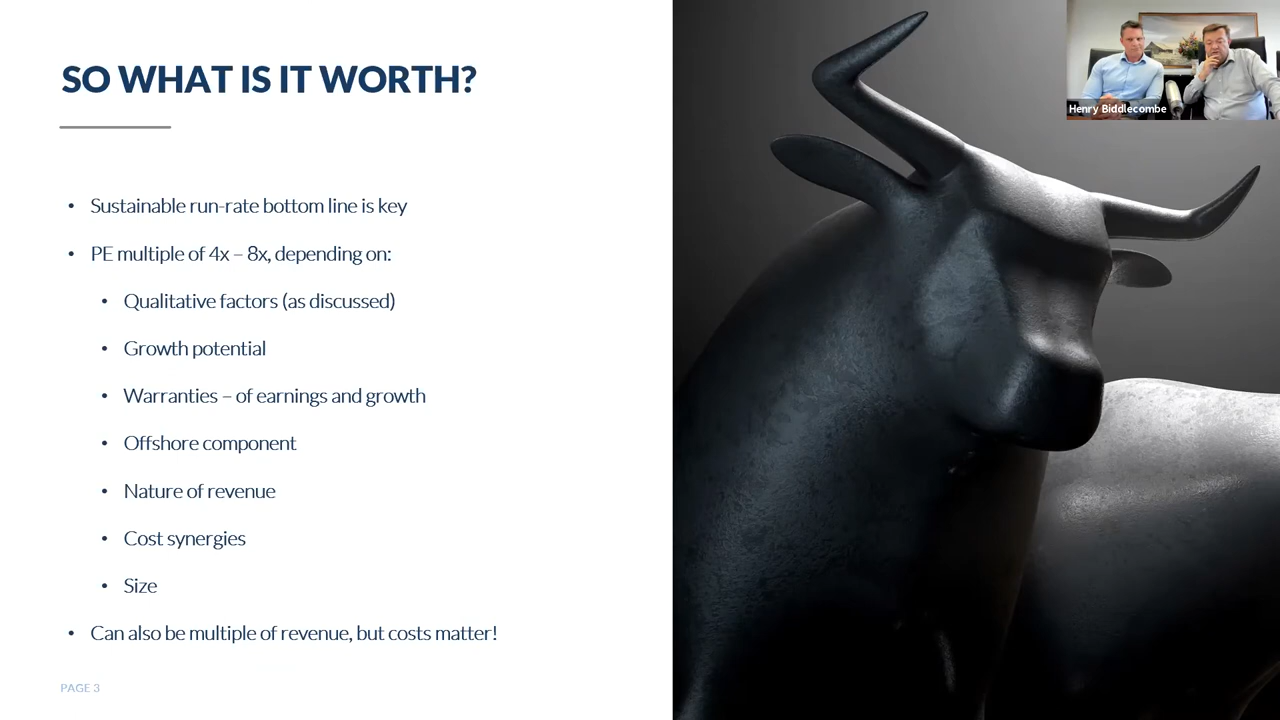 SO WHAT IS IT WORTH?
Henry Biddlecombe
• Sustainable run-rate bottom line is key
• PE multiple of 4x – 8x, depending on:
• Qualitative factors (as discussed)
• Growth potential
• Warranties – of earnings and growth
• Offshore component
• Nature of revenue
• Cost synergies
• Size
• Can also be multiple of revenue, but costs matter!
PAGE 3